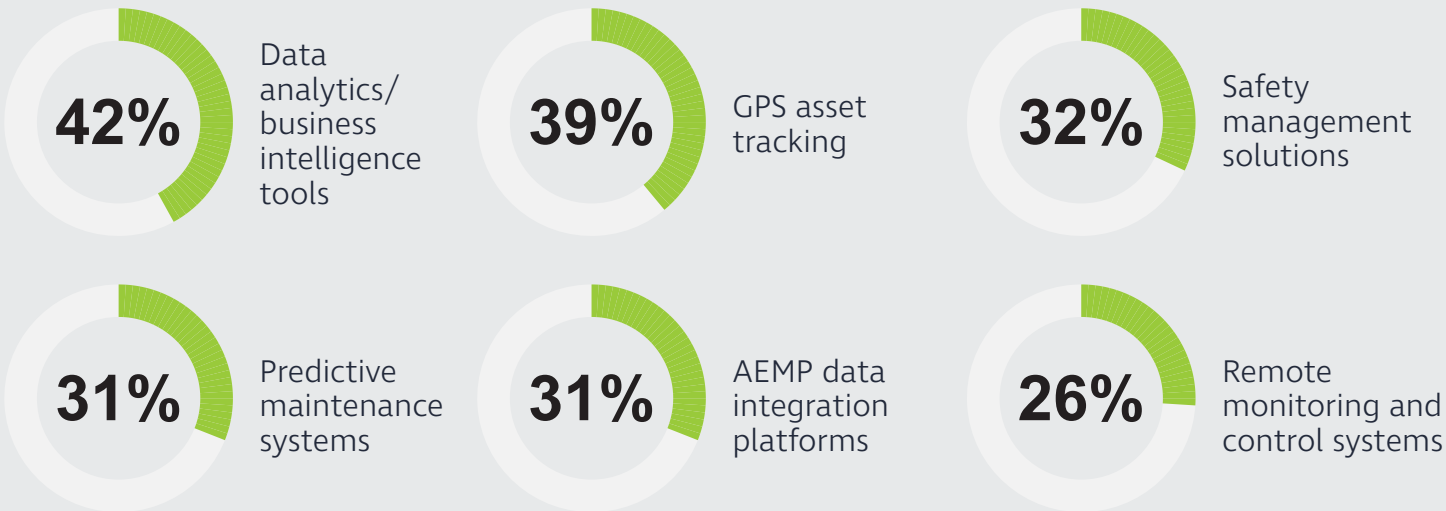 42%
Data
analytics/
business
intelligence
tools
39%
GPS asset
tracking
32%
Safety
management
solutions
31%
Predictive
maintenance
systems
31%
AEMP data
integration
platforms
26%
Remote
monitoring and
control systems